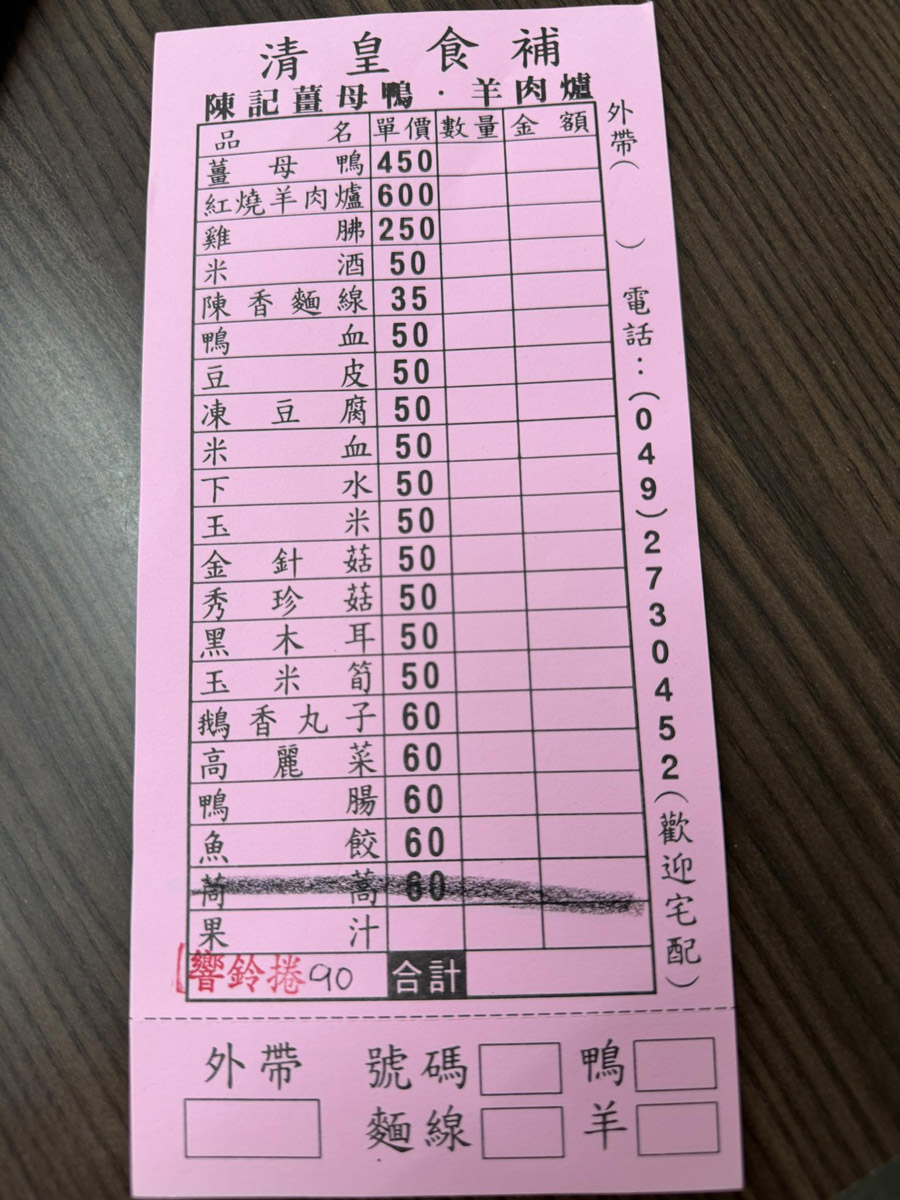 清皇食補
陳記薑母鴨．羊肉爐
品名 單價 數量 金額
薑母鴨 450
紅燒羊肉爐 600
雞胇 250
米酒 50
陳香麵線 35
鴨血 50
豆皮 50
凍豆腐 50
米血 50
下水 50
玉米 50
金針菇 50
秀珍菇 50
黑木耳 50
玉米筍 50
鵝香丸子 60
高麗菜 60
鴨腸 60
魚餃 60
茼蒿 60
果汁
響鈴捲90 合計
外帶（ ）電話：（049）2730452（歡迎宅配）
外帶 號碼 鴨
麵線 羊